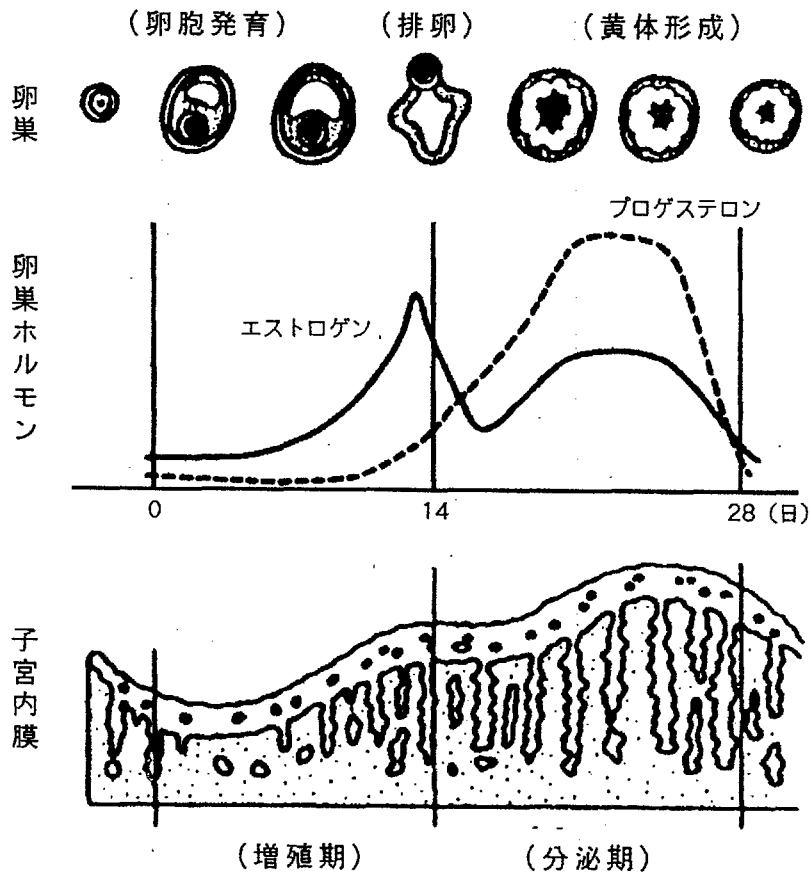 (卵胞発育) (排卵) (黄体形成)
卵巣
プロゲステロン
卵巣ホルモン
エストロゲン
0 14 28 (日)
子宮内膜
(増殖期) (分泌期)